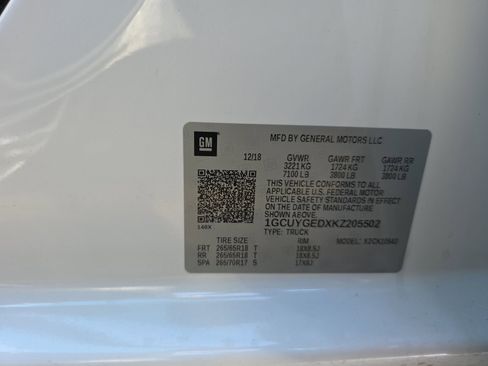 GM
MFD BY GENERAL MOTORS LLC
12/18 GVWR GAWR FRT GAWR RR
3221 KG 1724 KG 1724 KG
7100 LB 3800 LB 3800 LB
THIS VEHICLE CONFORMS TO ALL
APPLICABLE U.S. FEDERAL MOTOR
VEHICLE SAFETY STANDARDS IN EFFECT
ON THE DATE OF MANUFACTURE
SHOWN ABOVE.
1GCUYGEDXKZ205502
TYPE: TRUCK
TIRE SIZE RIM MODEL:
FRT 265/65R18 T 18X8.5J
RR 265/65R18 T 18X8.5J
SPA 265/70R17 S 17X8J